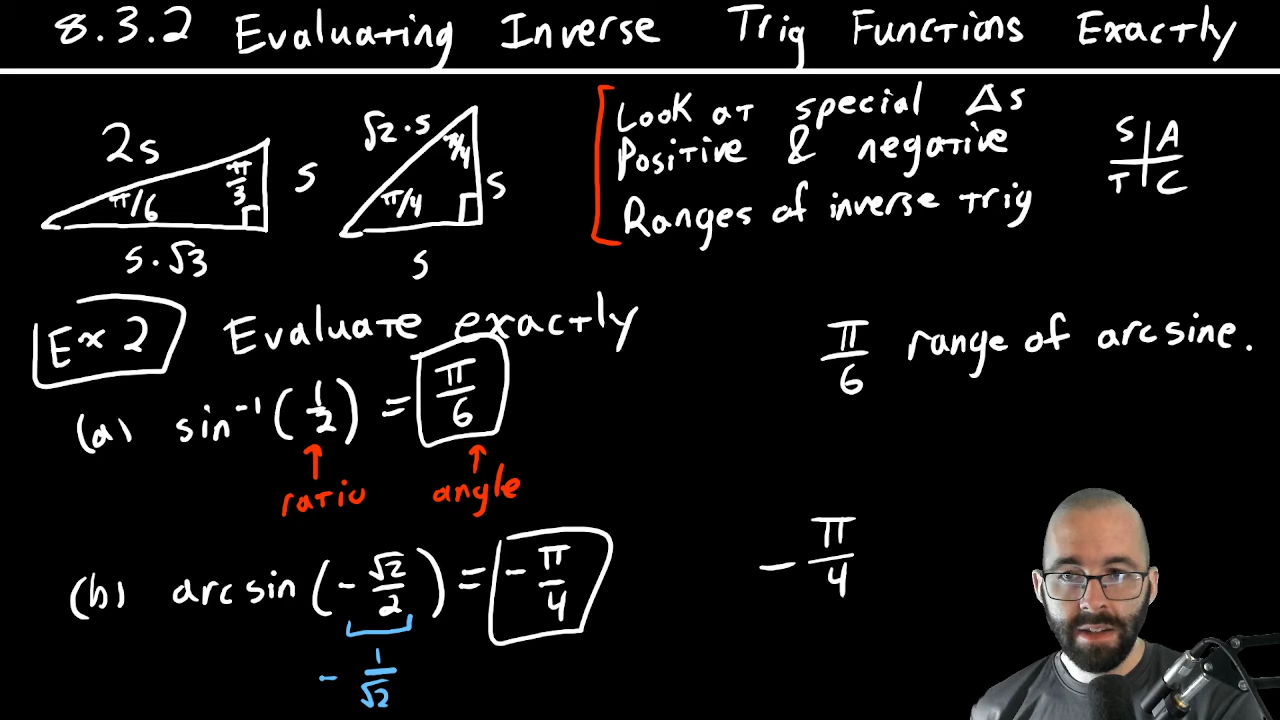 8.3.2 Evaluating Inverse Trig Functions Exactly
2s
π/6
π/3
s
s·√3
√2·s
π/4
π/4
s
s
Look at special Δs
Positive & negative
Ranges of inverse trig
S A
T C
Ex 2 Evaluate exactly
(a) sin⁻¹(1/2) = π/6
ratio angle
π/6 range of arcsine.
(b) arcsin(-√2/2) = -π/4
-1/√2
-π/4